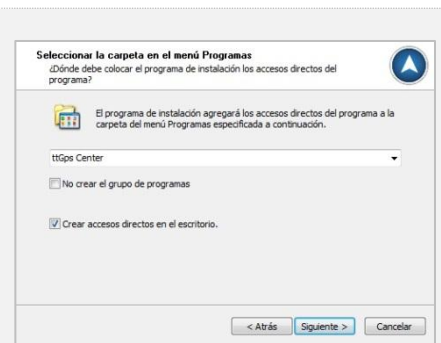 Seleccionar la carpeta en el menú Programas
¿Dónde debe colocar el programa de instalación los accesos directos del
programa?
El programa de instalación agregará los accesos directos del programa a la
carpeta del menú Programas especificada a continuación.
ttGps Center
No crear el grupo de programas
Crear accesos directos en el escritorio.
< Atrás
Siguiente >
Cancelar